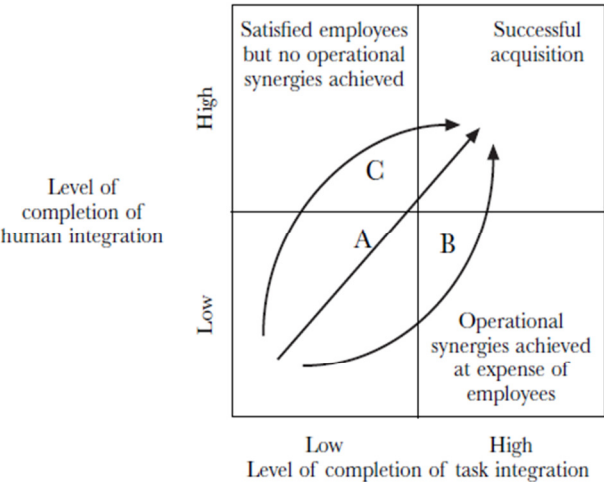 Satisfied employees
but no operational
synergies achieved
Successful
acquisition
High
C
Level of
completion of
human integration
A
B
Low
Operational
synergies achieved
at expense of
employees
Low
High
Level of completion of task integration